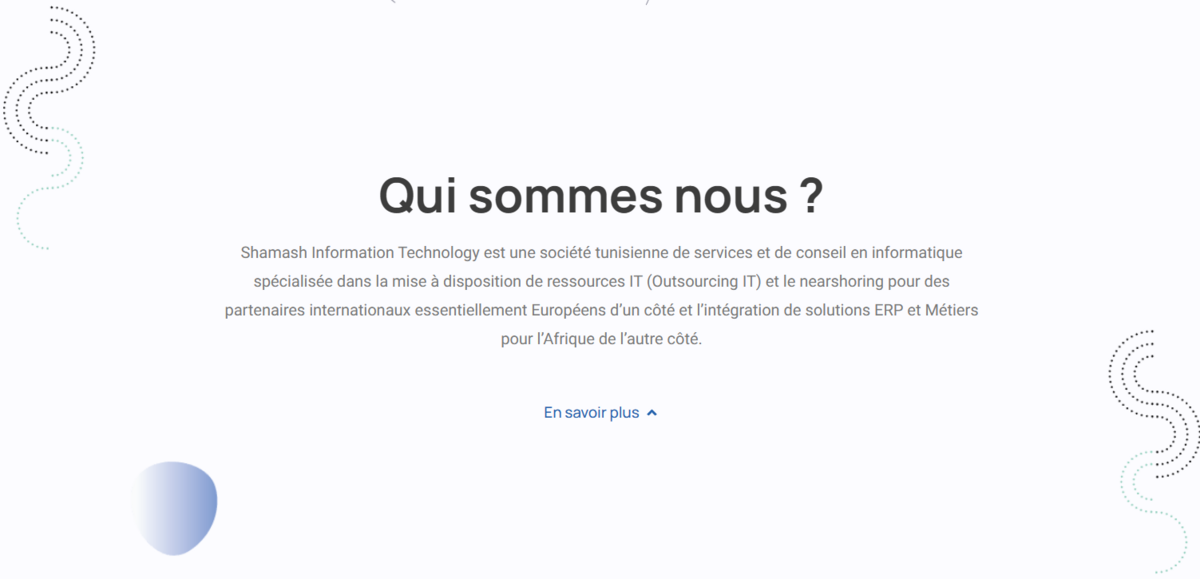 Qui sommes nous ?
Shamash Information Technology est une société tunisienne de services et de conseil en informatique
spécialisée dans la mise à disposition de ressources IT (Outsourcing IT) et le nearshoring pour des
partenaires internationaux essentiellement Européens d’un côté et l’intégration de solutions ERP et Métiers
pour l’Afrique de l’autre côté.
En savoir plus